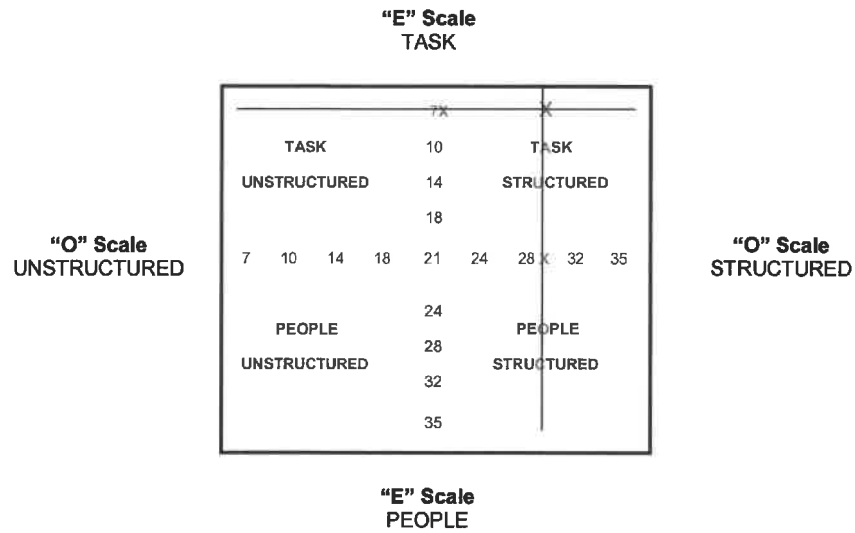 “E” Scale
TASK
7X X
TASK 10 TASK
UNSTRUCTURED 14 STRUCTURED
18
“O” Scale
UNSTRUCTURED
7 10 14 18 21 24 28 X 32 35
“O” Scale
STRUCTURED
24
PEOPLE PEOPLE
28
UNSTRUCTURED STRUCTURED
32
35
“E” Scale
PEOPLE